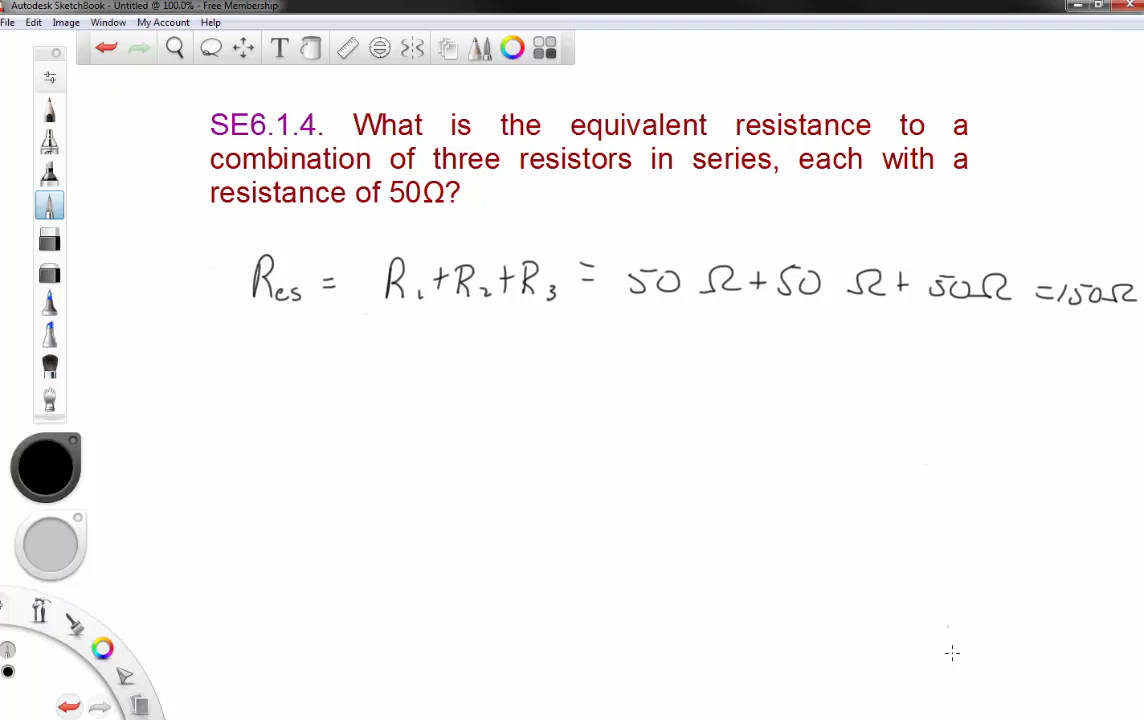 Autodesk SketchBook - Untitled @ 100.0% - Free Membership
File Edit Image Window My Account Help
T
SE6.1.4. What is the equivalent resistance to a
combination of three resistors in series, each with a
resistance of 50Ω?
Res = R₁+R₂+R₃ = 50 Ω+50 Ω+ 50Ω =150Ω